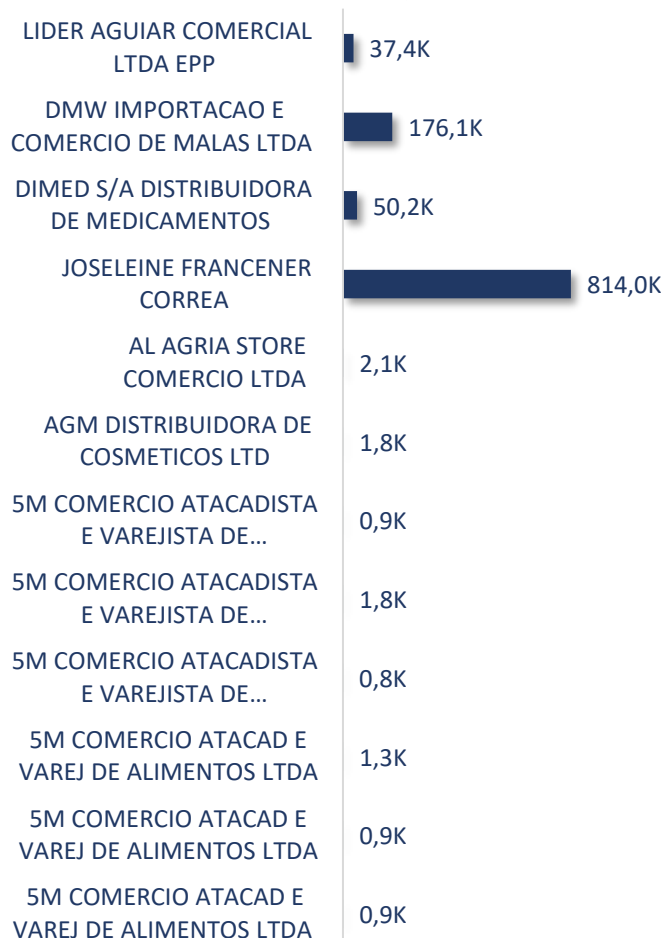 LIDER AGUIAR COMERCIAL
LTDA EPP
37,4K
DMW IMPORTACAO E
COMERCIO DE MALAS LTDA
176,1K
DIMED S/A DISTRIBUIDORA
DE MEDICAMENTOS
50,2K
JOSELEINE FRANCENER
CORREA
814,0K
AL AGRIA STORE
COMERCIO LTDA
2,1K
AGM DISTRIBUIDORA DE
COSMETICOS LTD
1,8K
5M COMERCIO ATACADISTA
E VAREJISTA DE...
0,9K
5M COMERCIO ATACADISTA
E VAREJISTA DE...
1,8K
5M COMERCIO ATACADISTA
E VAREJISTA DE...
0,8K
5M COMERCIO ATACAD E
VAREJ DE ALIMENTOS LTDA
1,3K
5M COMERCIO ATACAD E
VAREJ DE ALIMENTOS LTDA
0,9K
5M COMERCIO ATACAD E
VAREJ DE ALIMENTOS LTDA
0,9K